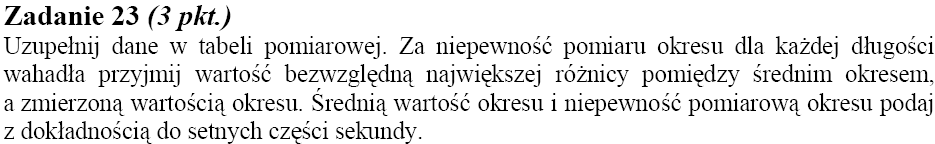 Zadanie 23 (3 pkt.)
Uzupełnij dane w tabeli pomiarowej. Za niepewność pomiaru okresu dla każdej długości
wahadła przyjmij wartość bezwzględną największej różnicy pomiędzy średnim okresem,
a zmierzoną wartością okresu. Średnią wartość okresu i niepewność pomiarową okresu podaj
z dokładnością do setnych części sekundy.